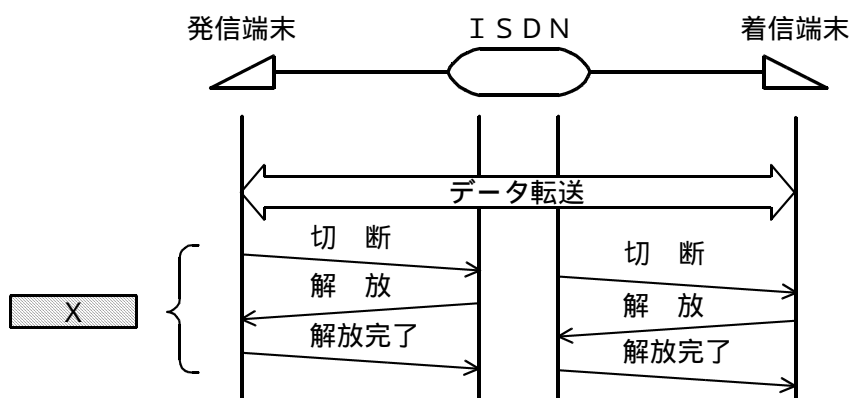 発信端末 ＩＳＤＮ 着信端末
データ転送
切　断
切　断
解　放
解　放
Ｘ
解放完了
解放完了